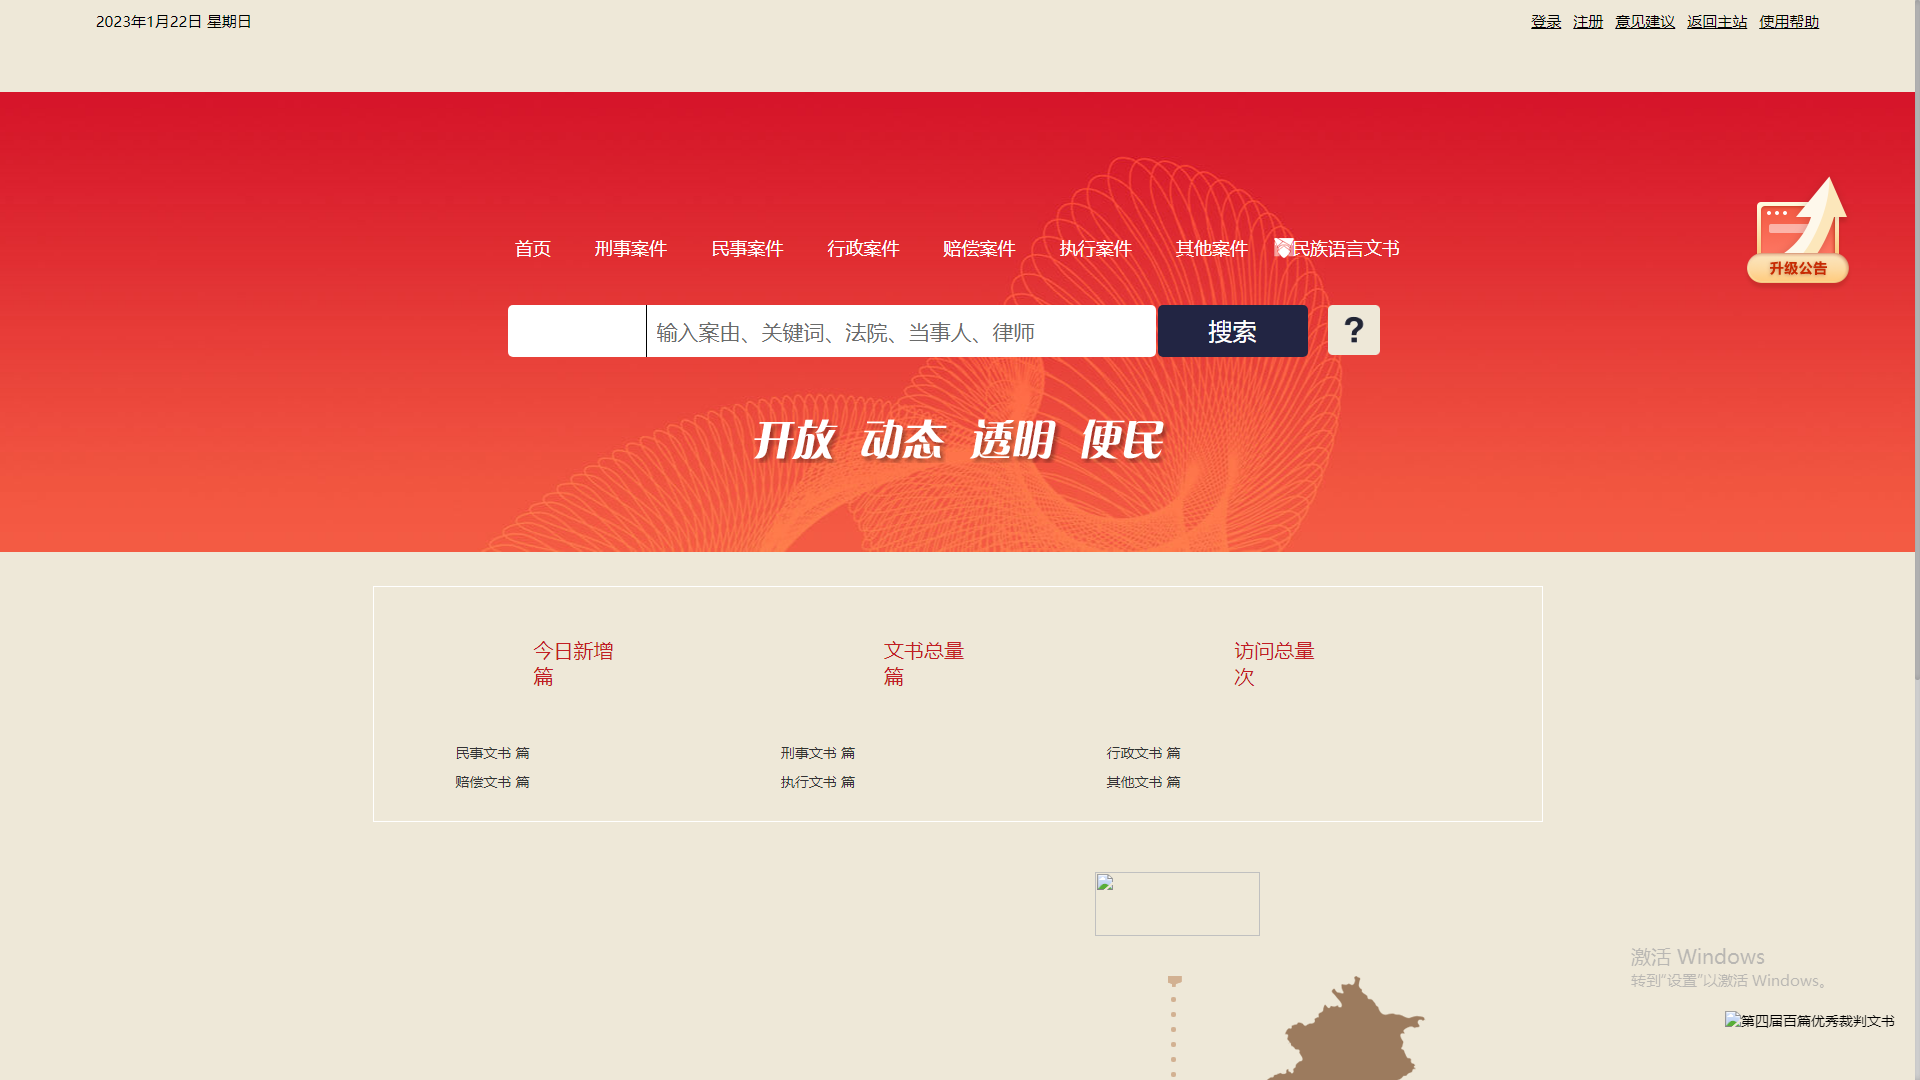 2023年1月22日 星期日
登录 注册 意见建议 返回主站 使用帮助
首页 刑事案件 民事案件 行政案件 赔偿案件 执行案件 其他案件 民族语言文书
升级公告
输入案由、关键词、法院、当事人、律师
搜索
?
开放 动态 透明 便民
今日新增
篇
文书总量
篇
访问总量
次
民事文书 篇
刑事文书 篇
行政文书 篇
赔偿文书 篇
执行文书 篇
其他文书 篇
激活 Windows
转到“设置”以激活 Windows。
第四届百篇优秀裁判文书